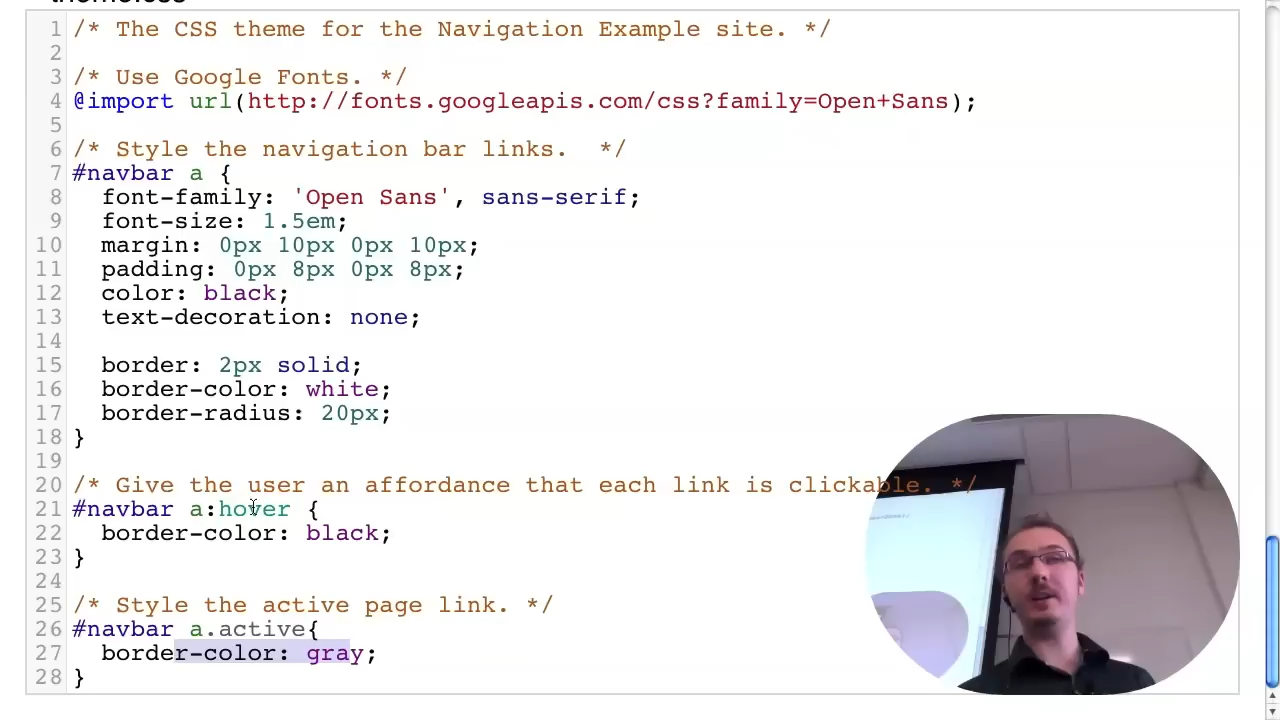 1 /* The CSS theme for the Navigation Example site. */
2
3 /* Use Google Fonts. */
4 @import url(http://fonts.googleapis.com/css?family=Open+Sans);
5
6 /* Style the navigation bar links.  */
7 #navbar a {
8   font-family: 'Open Sans', sans-serif;
9   font-size: 1.5em;
10   margin: 0px 10px 0px 10px;
11   padding: 0px 8px 0px 8px;
12   color: black;
13   text-decoration: none;
14
15   border: 2px solid;
16   border-color: white;
17   border-radius: 20px;
18 }
19
20 /* Give the user an affordance that each link is clickable. */
21 #navbar a:hover {
22   border-color: black;
23 }
24
25 /* Style the active page link. */
26 #navbar a.active{
27   border-color: gray;
28 }